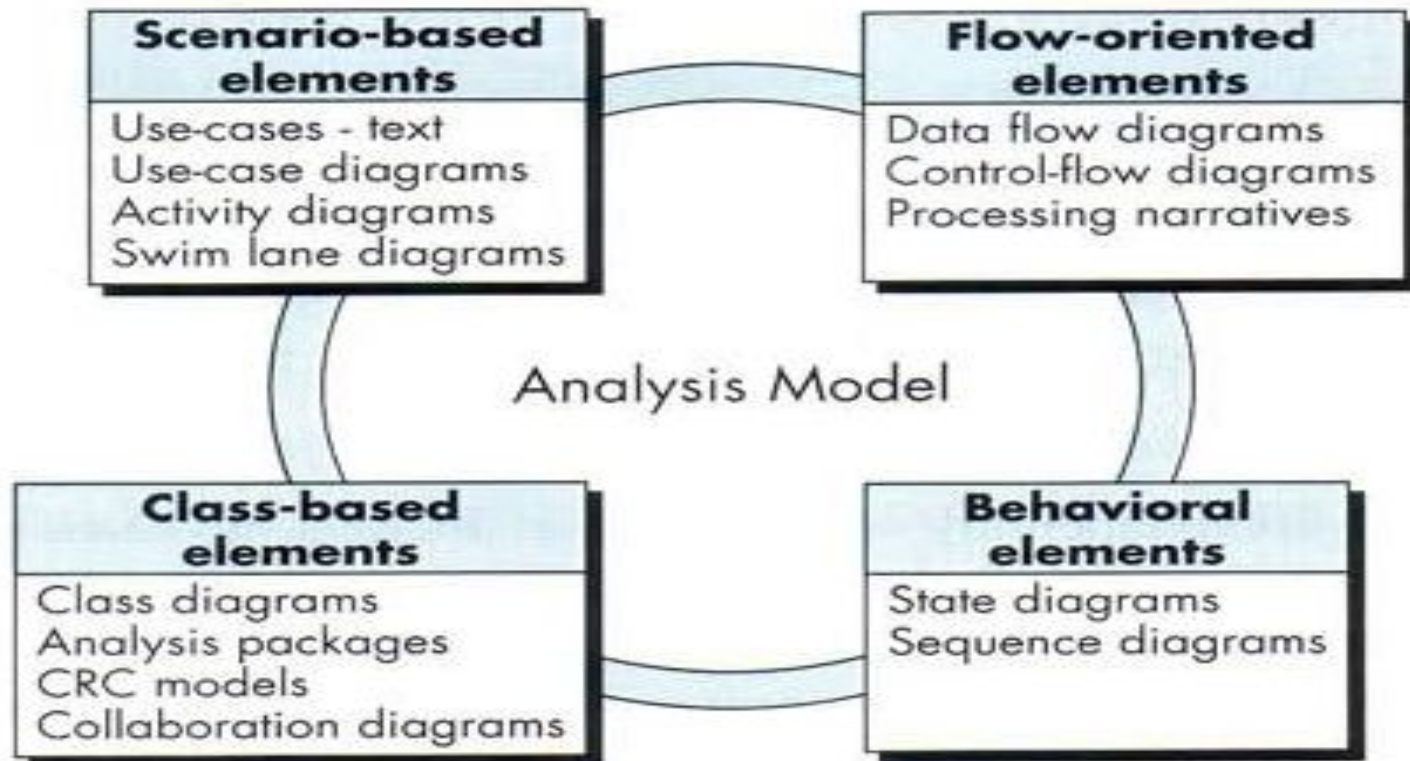 Scenario-based
elements
Use-cases - text
Use-case diagrams
Activity diagrams
Swim lane diagrams
Flow-oriented
elements
Data flow diagrams
Control-flow diagrams
Processing narratives
Analysis Model
Class-based
elements
Class diagrams
Analysis packages
CRC models
Collaboration diagrams
Behavioral
elements
State diagrams
Sequence diagrams